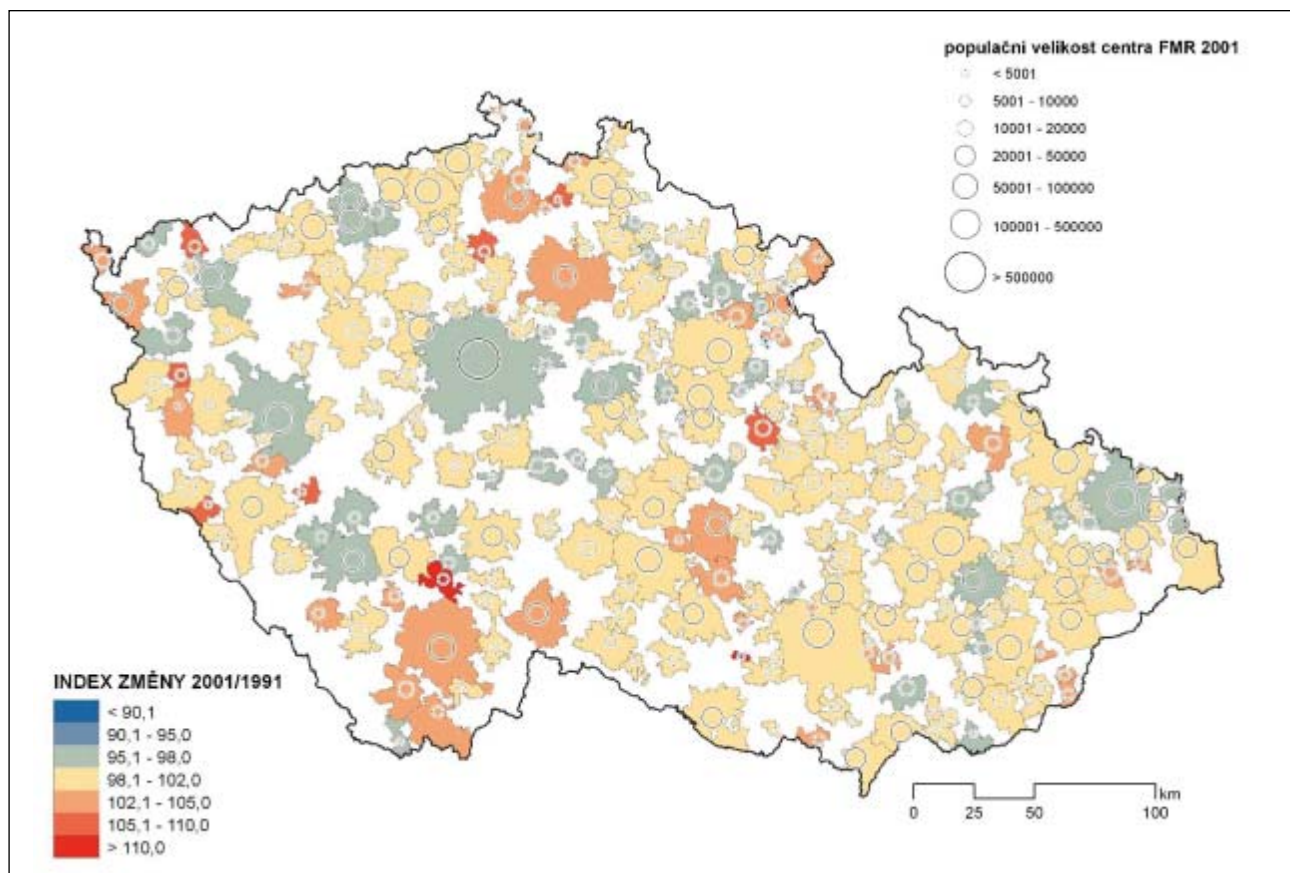 populační velikost centra FMR 2001
< 5001
5001 - 10000
10001 - 20000
20001 - 50000
50001 - 100000
100001 - 500000
> 500000
INDEX ZMĚNY 2001/1991
< 90,1
90,1 - 95,0
95,1 - 98,0
98,1 - 102,0
102,1 - 105,0
105,1 - 110,0
> 110,0
km
0 25 50 100